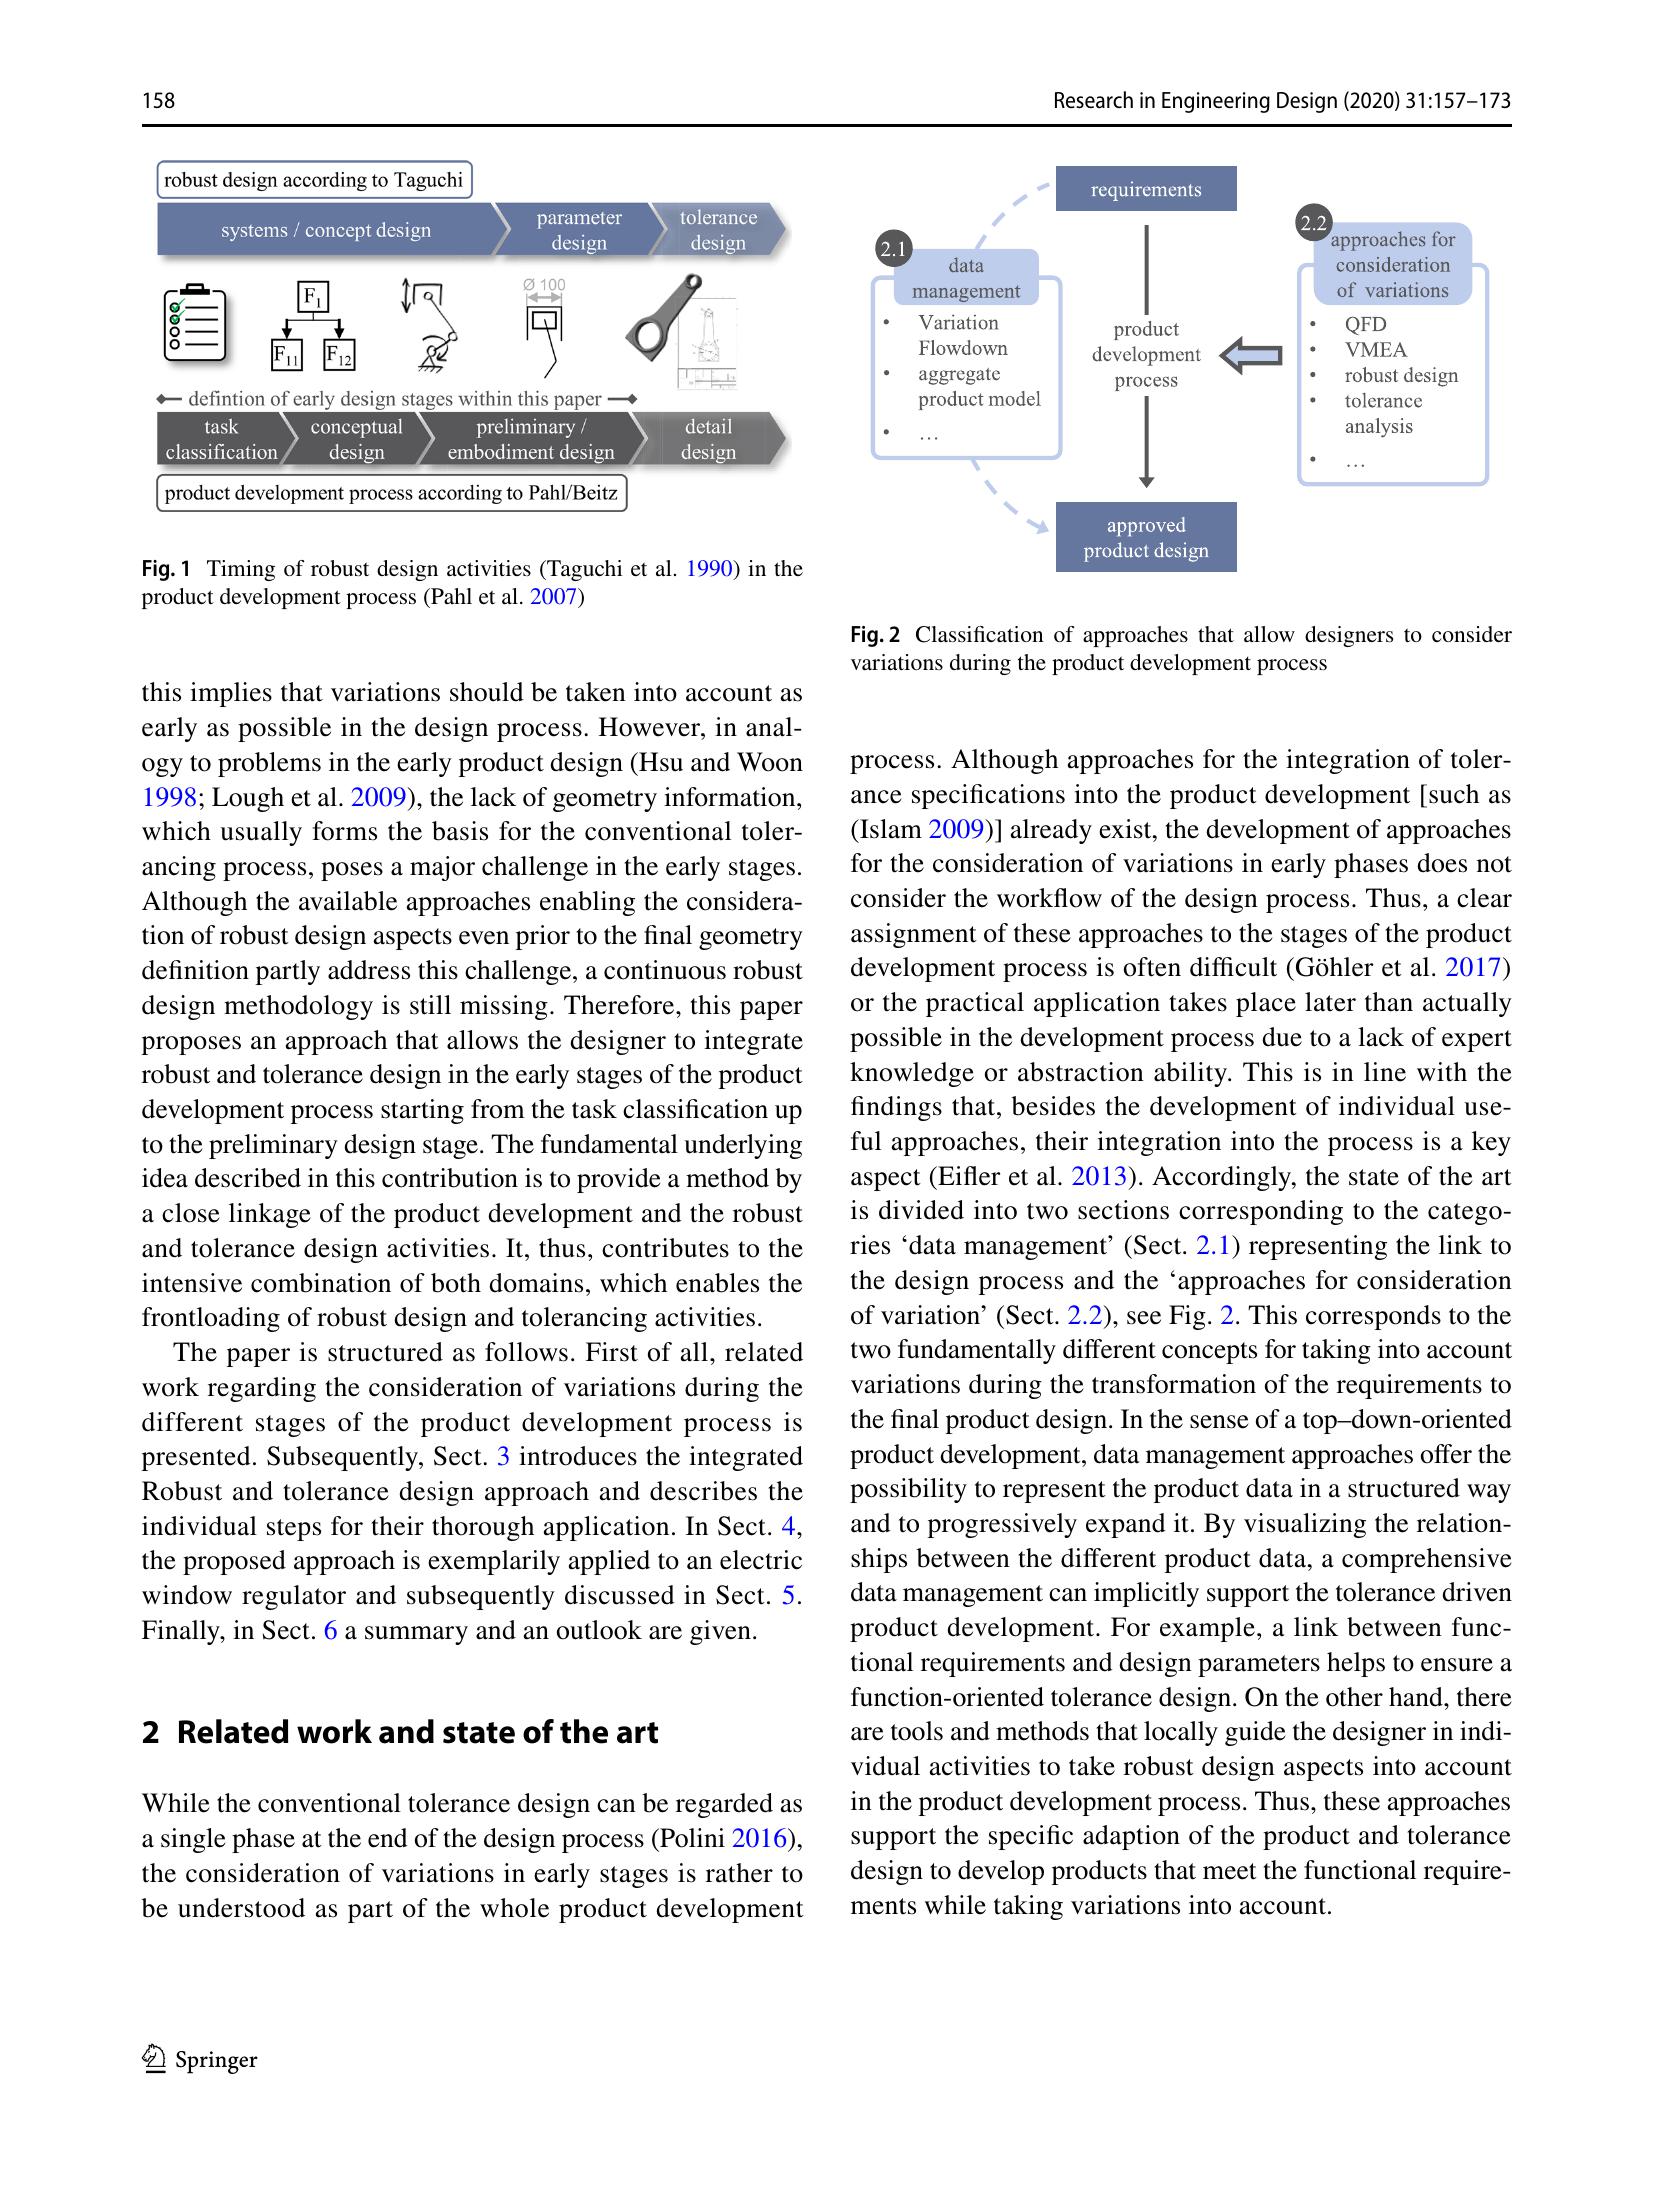 158
Research in Engineering Design (2020) 31:157–173
robust design according to Taguchi
systems / concept design
parameter
design
tolerance
design
F1
F11
F12
Ø 100
defintion of early design stages within this paper
task
classification
conceptual
design
preliminary /
embodiment design
detail
design
product development process according to Pahl/Beitz
Fig. 1 Timing of robust design activities (Taguchi et al. 1990) in the
product development process (Pahl et al. 2007)
requirements
2.1
data
management
• Variation
Flowdown
• aggregate
product model
• …
product
development
process
2.2
approaches for
consideration
of variations
• QFD
• VMEA
• robust design
• tolerance
analysis
• …
approved
product design
Fig. 2 Classification of approaches that allow designers to consider
variations during the product development process
this implies that variations should be taken into account as
early as possible in the design process. However, in anal-
ogy to problems in the early product design (Hsu and Woon
1998; Lough et al. 2009), the lack of geometry information,
which usually forms the basis for the conventional toler-
ancing process, poses a major challenge in the early stages.
Although the available approaches enabling the considera-
tion of robust design aspects even prior to the final geometry
definition partly address this challenge, a continuous robust
design methodology is still missing. Therefore, this paper
proposes an approach that allows the designer to integrate
robust and tolerance design in the early stages of the product
development process starting from the task classification up
to the preliminary design stage. The fundamental underlying
idea described in this contribution is to provide a method by
a close linkage of the product development and the robust
and tolerance design activities. It, thus, contributes to the
intensive combination of both domains, which enables the
frontloading of robust design and tolerancing activities.
The paper is structured as follows. First of all, related
work regarding the consideration of variations during the
different stages of the product development process is
presented. Subsequently, Sect. 3 introduces the integrated
Robust and tolerance design approach and describes the
individual steps for their thorough application. In Sect. 4,
the proposed approach is exemplarily applied to an electric
window regulator and subsequently discussed in Sect. 5.
Finally, in Sect. 6 a summary and an outlook are given.
2 Related work and state of the art
While the conventional tolerance design can be regarded as
a single phase at the end of the design process (Polini 2016),
the consideration of variations in early stages is rather to
be understood as part of the whole product development
process. Although approaches for the integration of toler-
ance specifications into the product development [such as
(Islam 2009)] already exist, the development of approaches
for the consideration of variations in early phases does not
consider the workflow of the design process. Thus, a clear
assignment of these approaches to the stages of the product
development process is often difficult (Göhler et al. 2017)
or the practical application takes place later than actually
possible in the development process due to a lack of expert
knowledge or abstraction ability. This is in line with the
findings that, besides the development of individual use-
ful approaches, their integration into the process is a key
aspect (Eifler et al. 2013). Accordingly, the state of the art
is divided into two sections corresponding to the catego-
ries ‘data management’ (Sect. 2.1) representing the link to
the design process and the ‘approaches for consideration
of variation’ (Sect. 2.2), see Fig. 2. This corresponds to the
two fundamentally different concepts for taking into account
variations during the transformation of the requirements to
the final product design. In the sense of a top–down-oriented
product development, data management approaches offer the
possibility to represent the product data in a structured way
and to progressively expand it. By visualizing the relation-
ships between the different product data, a comprehensive
data management can implicitly support the tolerance driven
product development. For example, a link between func-
tional requirements and design parameters helps to ensure a
function-oriented tolerance design. On the other hand, there
are tools and methods that locally guide the designer in indi-
vidual activities to take robust design aspects into account
in the product development process. Thus, these approaches
support the specific adaption of the product and tolerance
design to develop products that meet the functional require-
ments while taking variations into account.
Springer